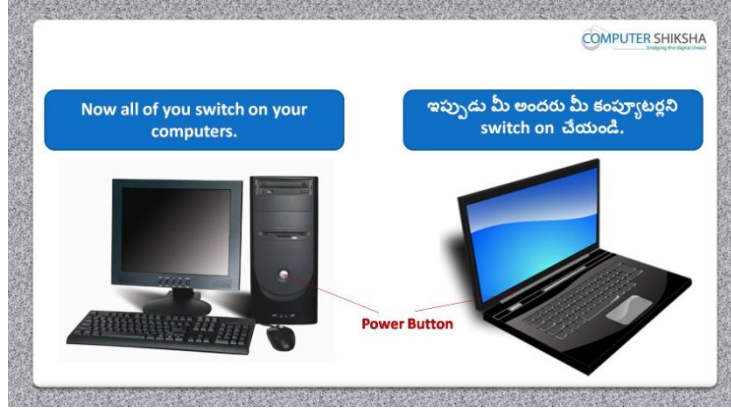 COMPUTER SHIKSHA
bridging the digital divide
Now all of you switch on your
computers.
ఇప్పుడు మీ అందరు మీ కంప్యూటర్లని
switch on చేయండి.
Power Button